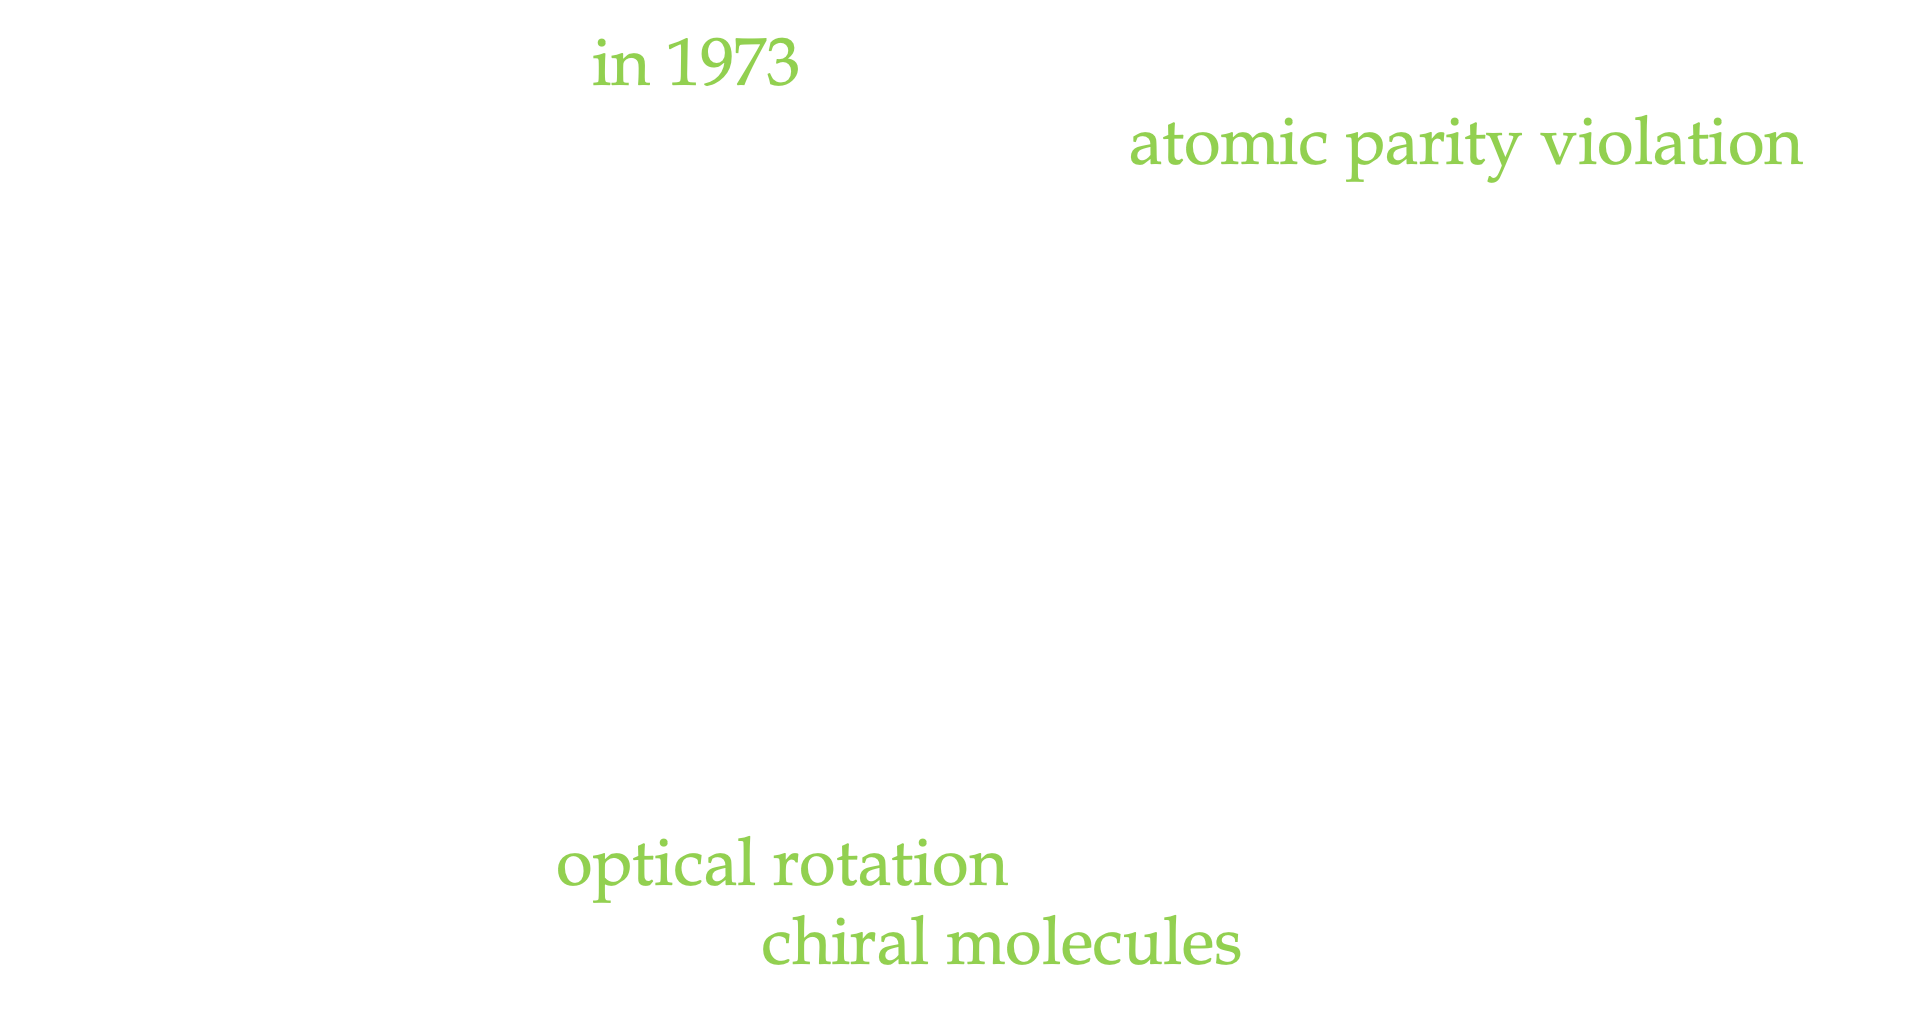 in 1973
atomic parity violation
optical rotation
chiral molecules